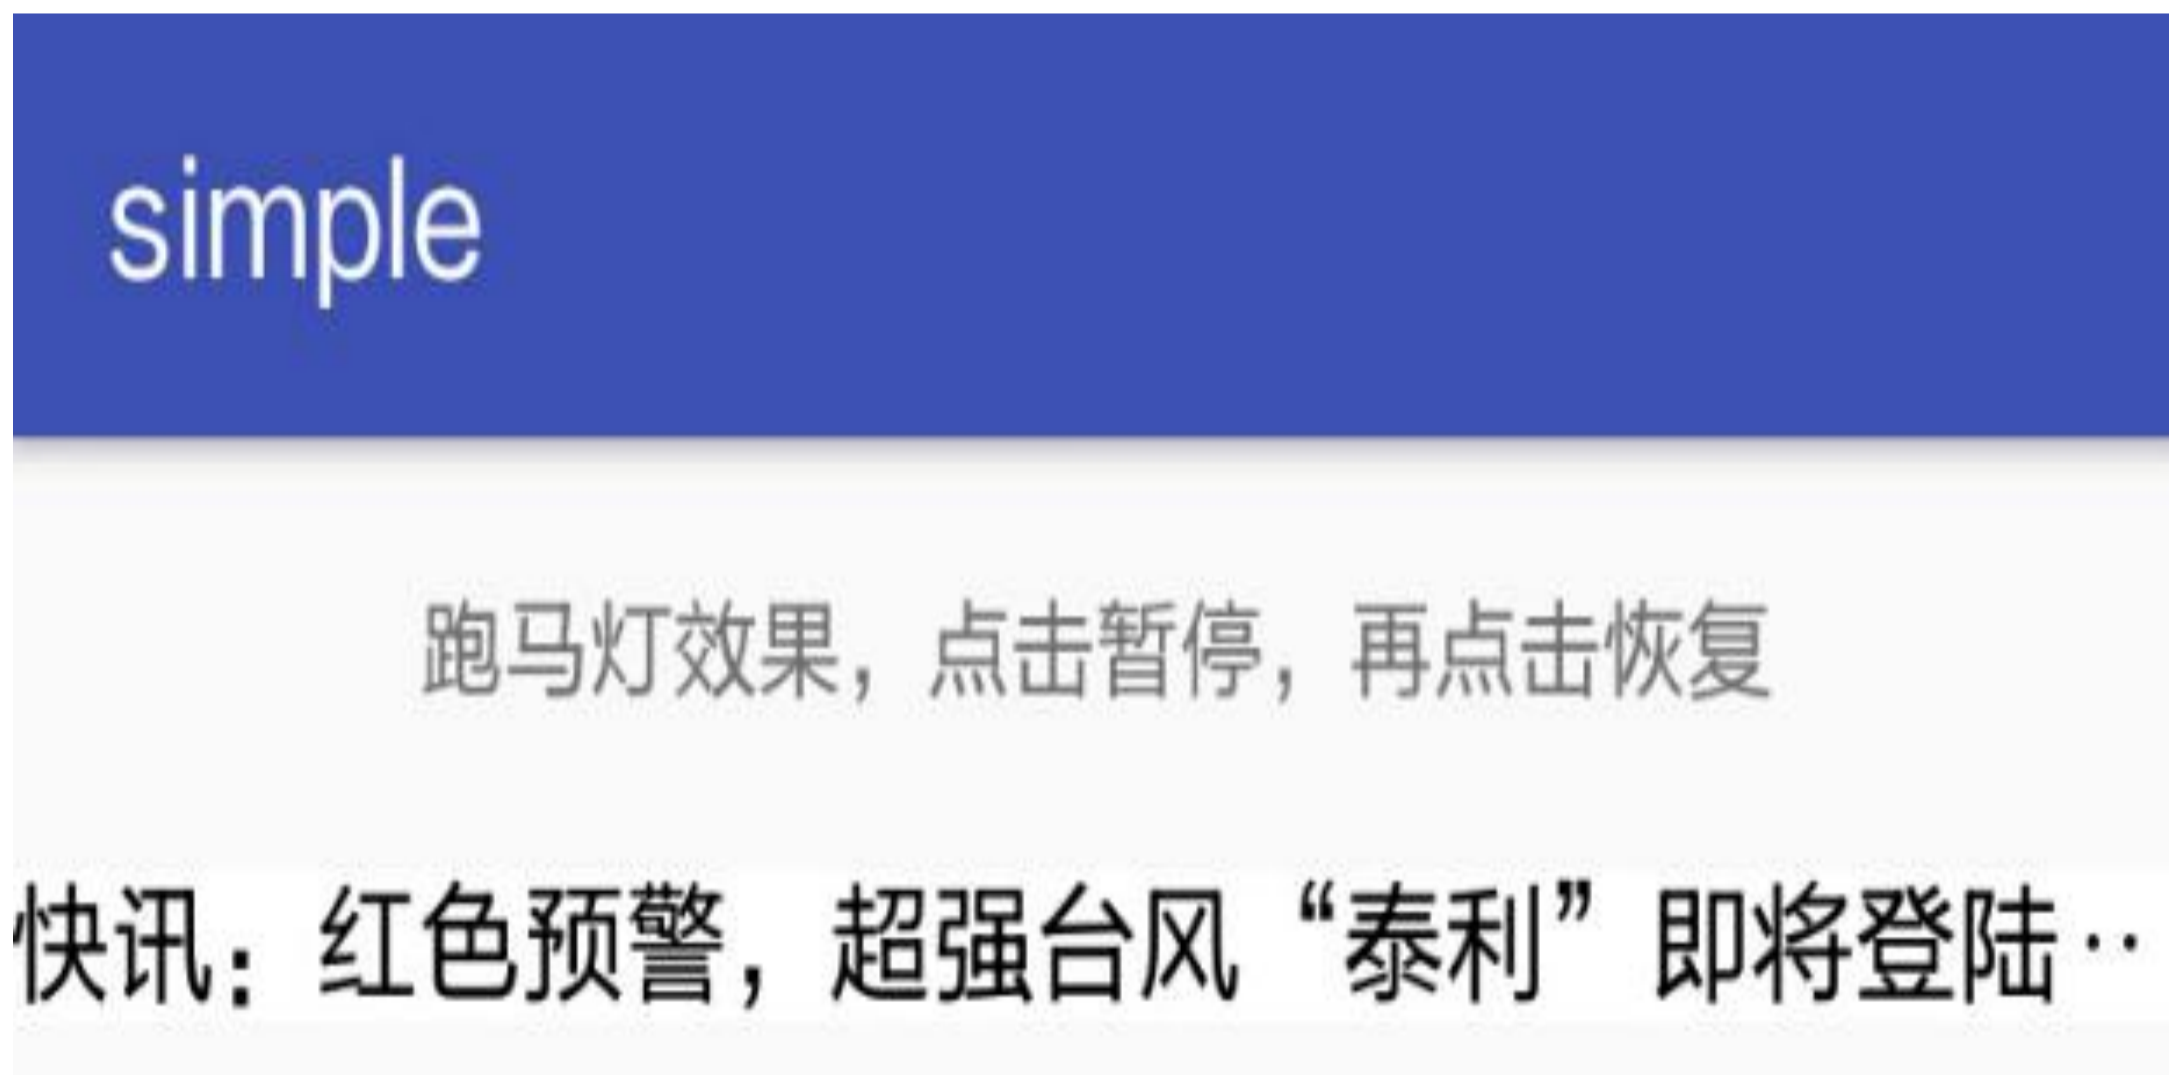 simple
跑马灯效果，点击暂停，再点击恢复
快讯：红色预警，超强台风“泰利”即将登陆··